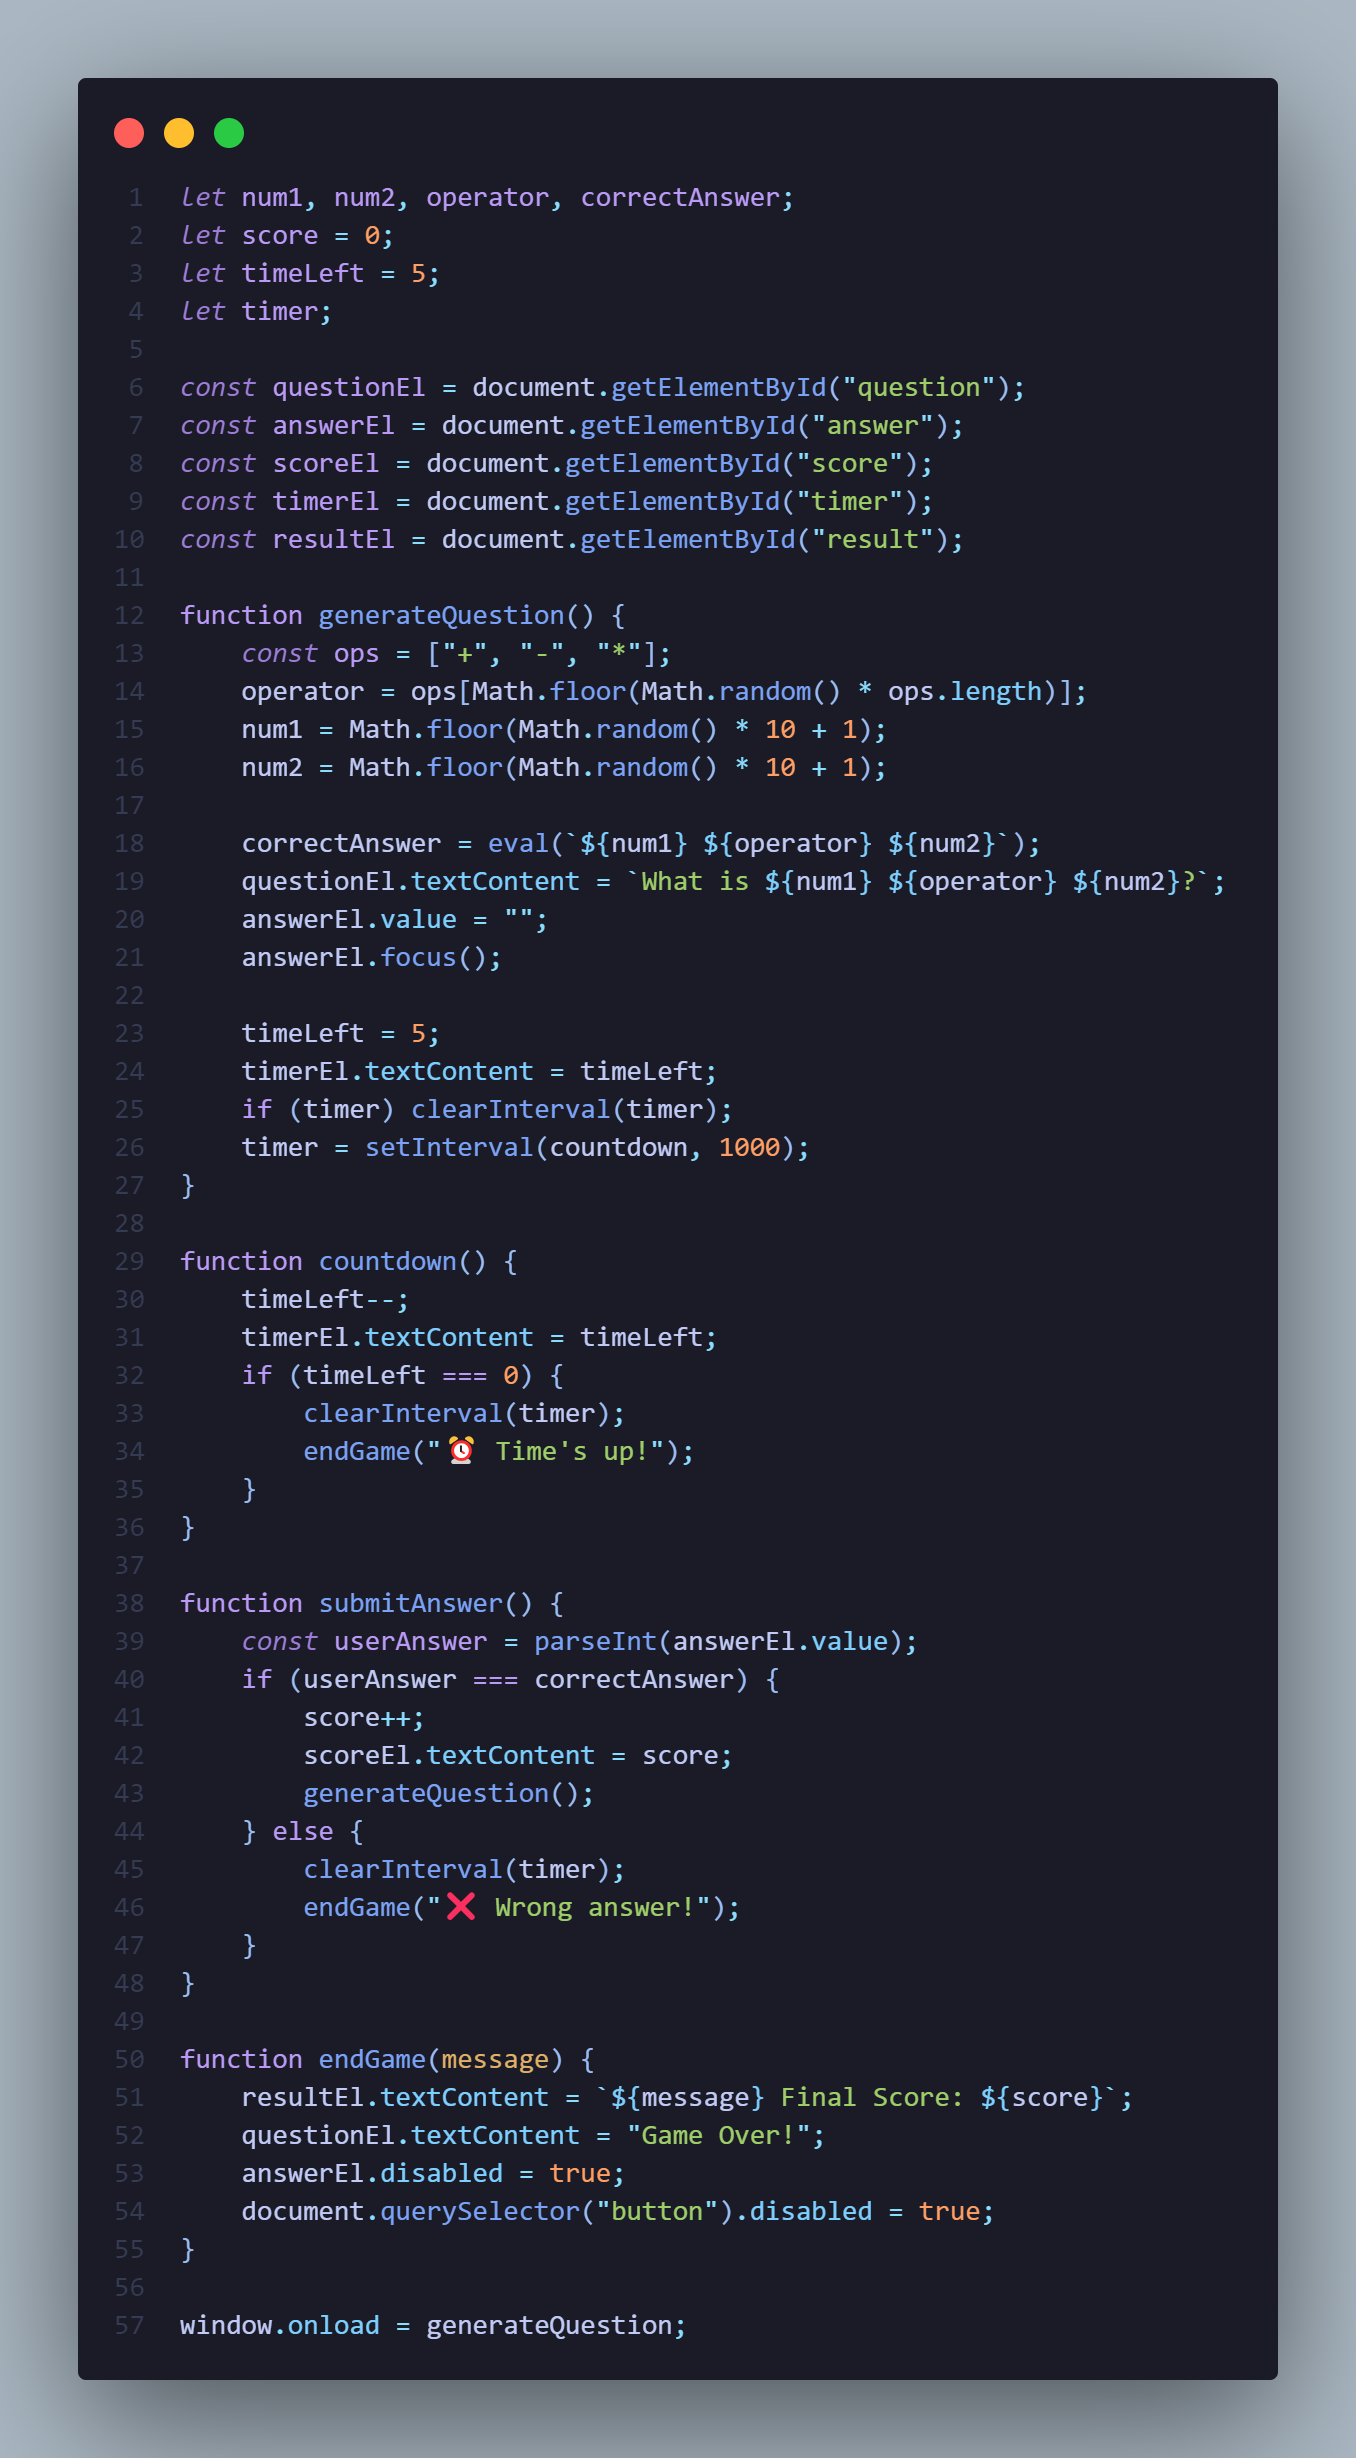 1 let num1, num2, operator, correctAnswer;
2 let score = 0;
3 let timeLeft = 5;
4 let timer;
5
6 const questionEl = document.getElementById("question");
7 const answerEl = document.getElementById("answer");
8 const scoreEl = document.getElementById("score");
9 const timerEl = document.getElementById("timer");
10 const resultEl = document.getElementById("result");
11
12 function generateQuestion() {
13     const ops = ["+", "-", "*"];
14     operator = ops[Math.floor(Math.random() * ops.length)];
15     num1 = Math.floor(Math.random() * 10 + 1);
16     num2 = Math.floor(Math.random() * 10 + 1);
17
18     correctAnswer = eval(`${num1} ${operator} ${num2}`);
19     questionEl.textContent = `What is ${num1} ${operator} ${num2}?`;
20     answerEl.value = "";
21     answerEl.focus();
22
23     timeLeft = 5;
24     timerEl.textContent = timeLeft;
25     if (timer) clearInterval(timer);
26     timer = setInterval(countdown, 1000);
27 }
28
29 function countdown() {
30     timeLeft--;
31     timerEl.textContent = timeLeft;
32     if (timeLeft === 0) {
33         clearInterval(timer);
34         endGame("⏰ Time's up!");
35     }
36 }
37
38 function submitAnswer() {
39     const userAnswer = parseInt(answerEl.value);
40     if (userAnswer === correctAnswer) {
41         score++;
42         scoreEl.textContent = score;
43         generateQuestion();
44     } else {
45         clearInterval(timer);
46         endGame("❌ Wrong answer!");
47     }
48 }
49
50 function endGame(message) {
51     resultEl.textContent = `${message} Final Score: ${score}`;
52     questionEl.textContent = "Game Over!";
53     answerEl.disabled = true;
54     document.querySelector("button").disabled = true;
55 }
56
57 window.onload = generateQuestion;